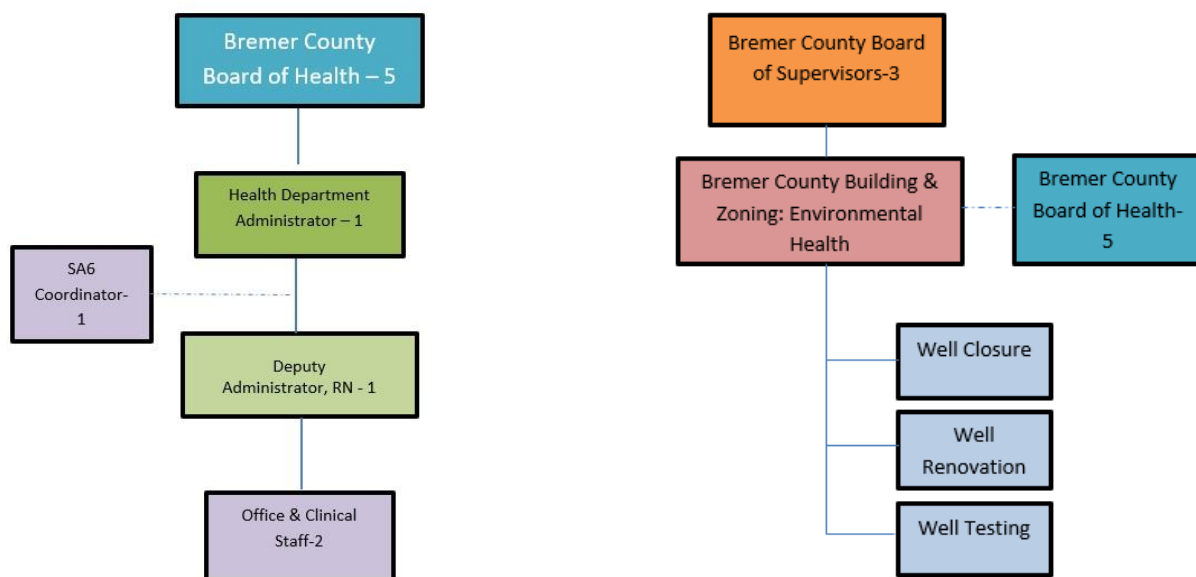 Bremer County
Board of Health – 5
Health Department
Administrator – 1
SA6
Coordinator-
1
Deputy
Administrator, RN - 1
Office & Clinical
Staff-2
Bremer County Board
of Supervisors-3
Bremer County Building &
Zoning: Environmental
Health
Bremer County
Board of Health-
5
Well Closure
Well
Renovation
Well Testing